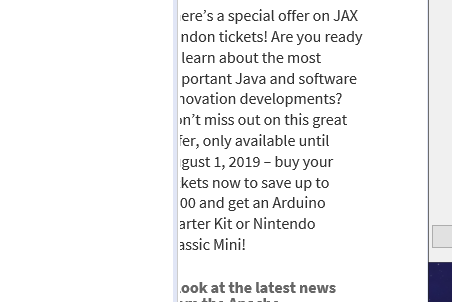 ere's a special offer on JAX
ndon tickets! Are you ready
learn about the most
portant Java and software
novation developments?
n't miss out on this great
fer, only available until
gust 1, 2019 – buy your
kets now to save up to
00 and get an Arduino
arter Kit or Nintendo
assic Mini!
ook at the latest news